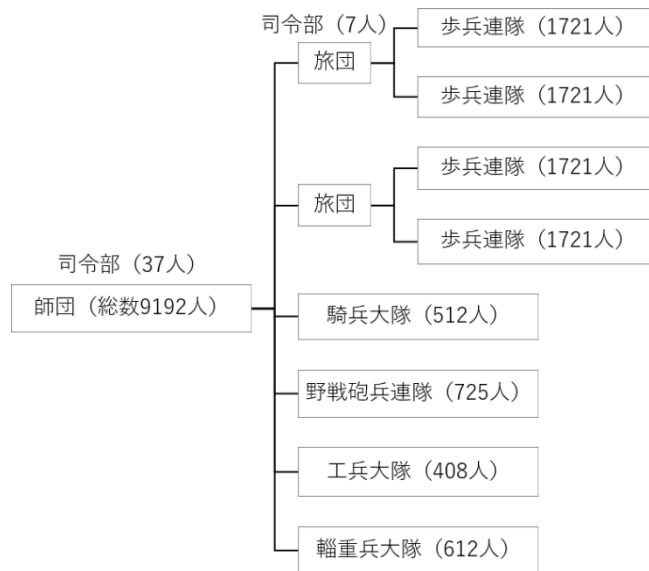 司令部（7人）
旅団
歩兵連隊（1721人）
歩兵連隊（1721人）
旅団
歩兵連隊（1721人）
歩兵連隊（1721人）
司令部（37人）
師団（総数9192人）
騎兵大隊（512人）
野戦砲兵連隊（725人）
工兵大隊（408人）
輜重兵大隊（612人）